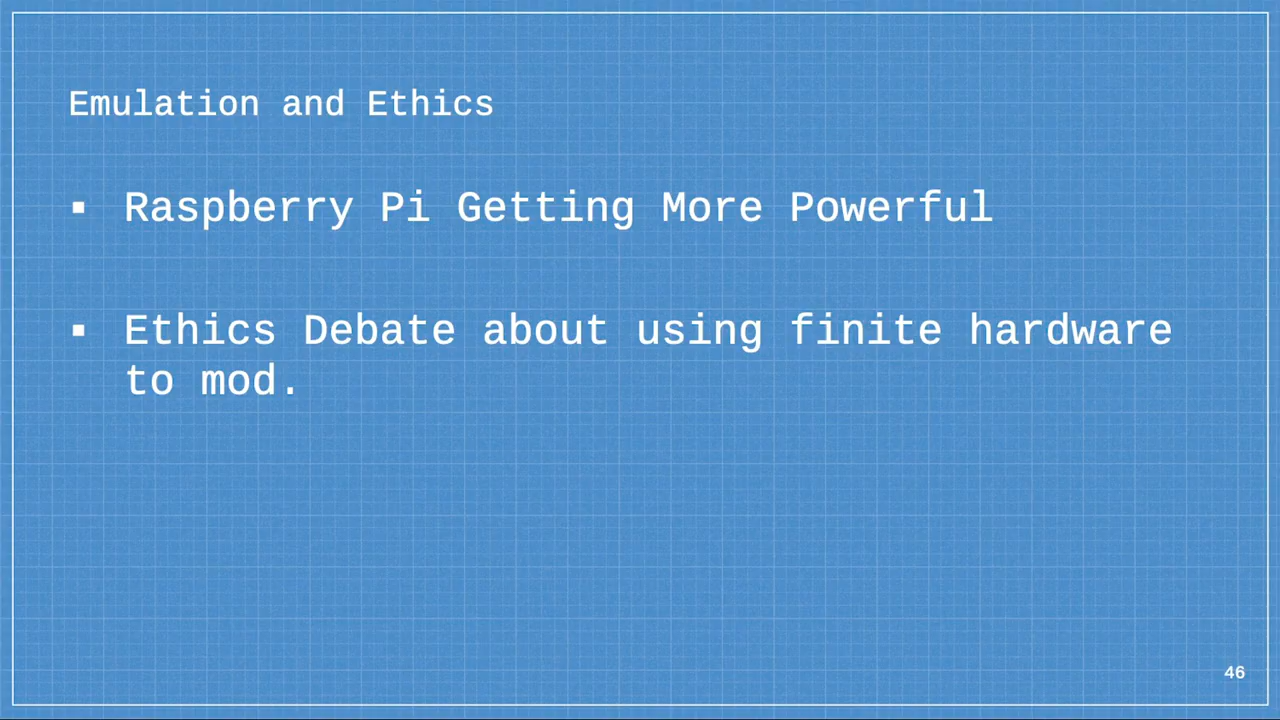 Emulation and Ethics
▪ Raspberry Pi Getting More Powerful
▪ Ethics Debate about using finite hardware
to mod.
46